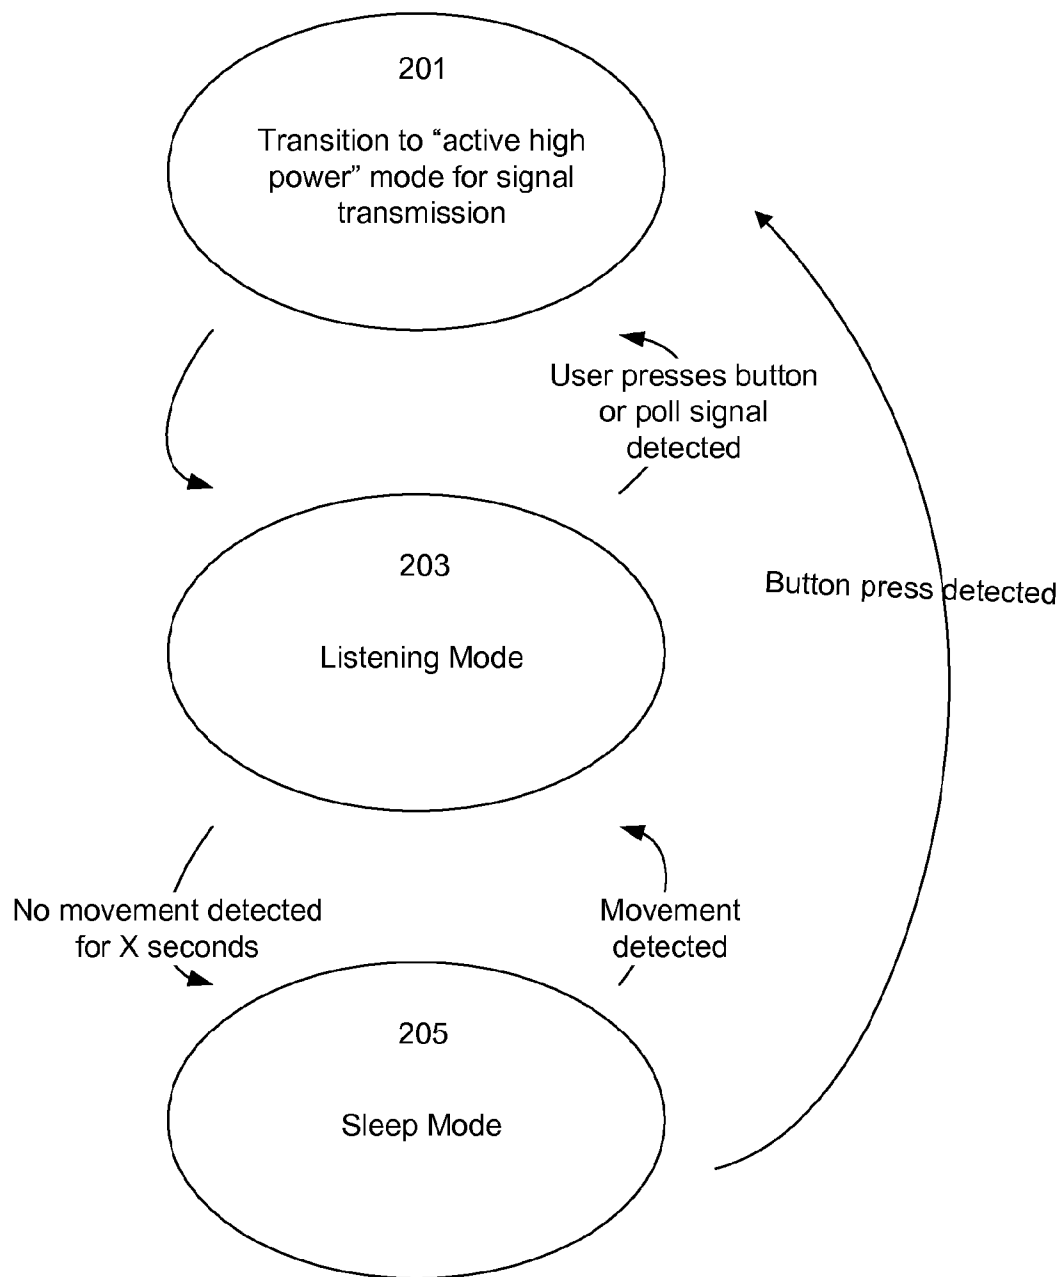 201
Transition to “active high
power” mode for signal
transmission
User presses button
or poll signal
detected
203
Listening Mode
Button press detected
No movement detected
for X seconds
Movement
detected
205
Sleep Mode